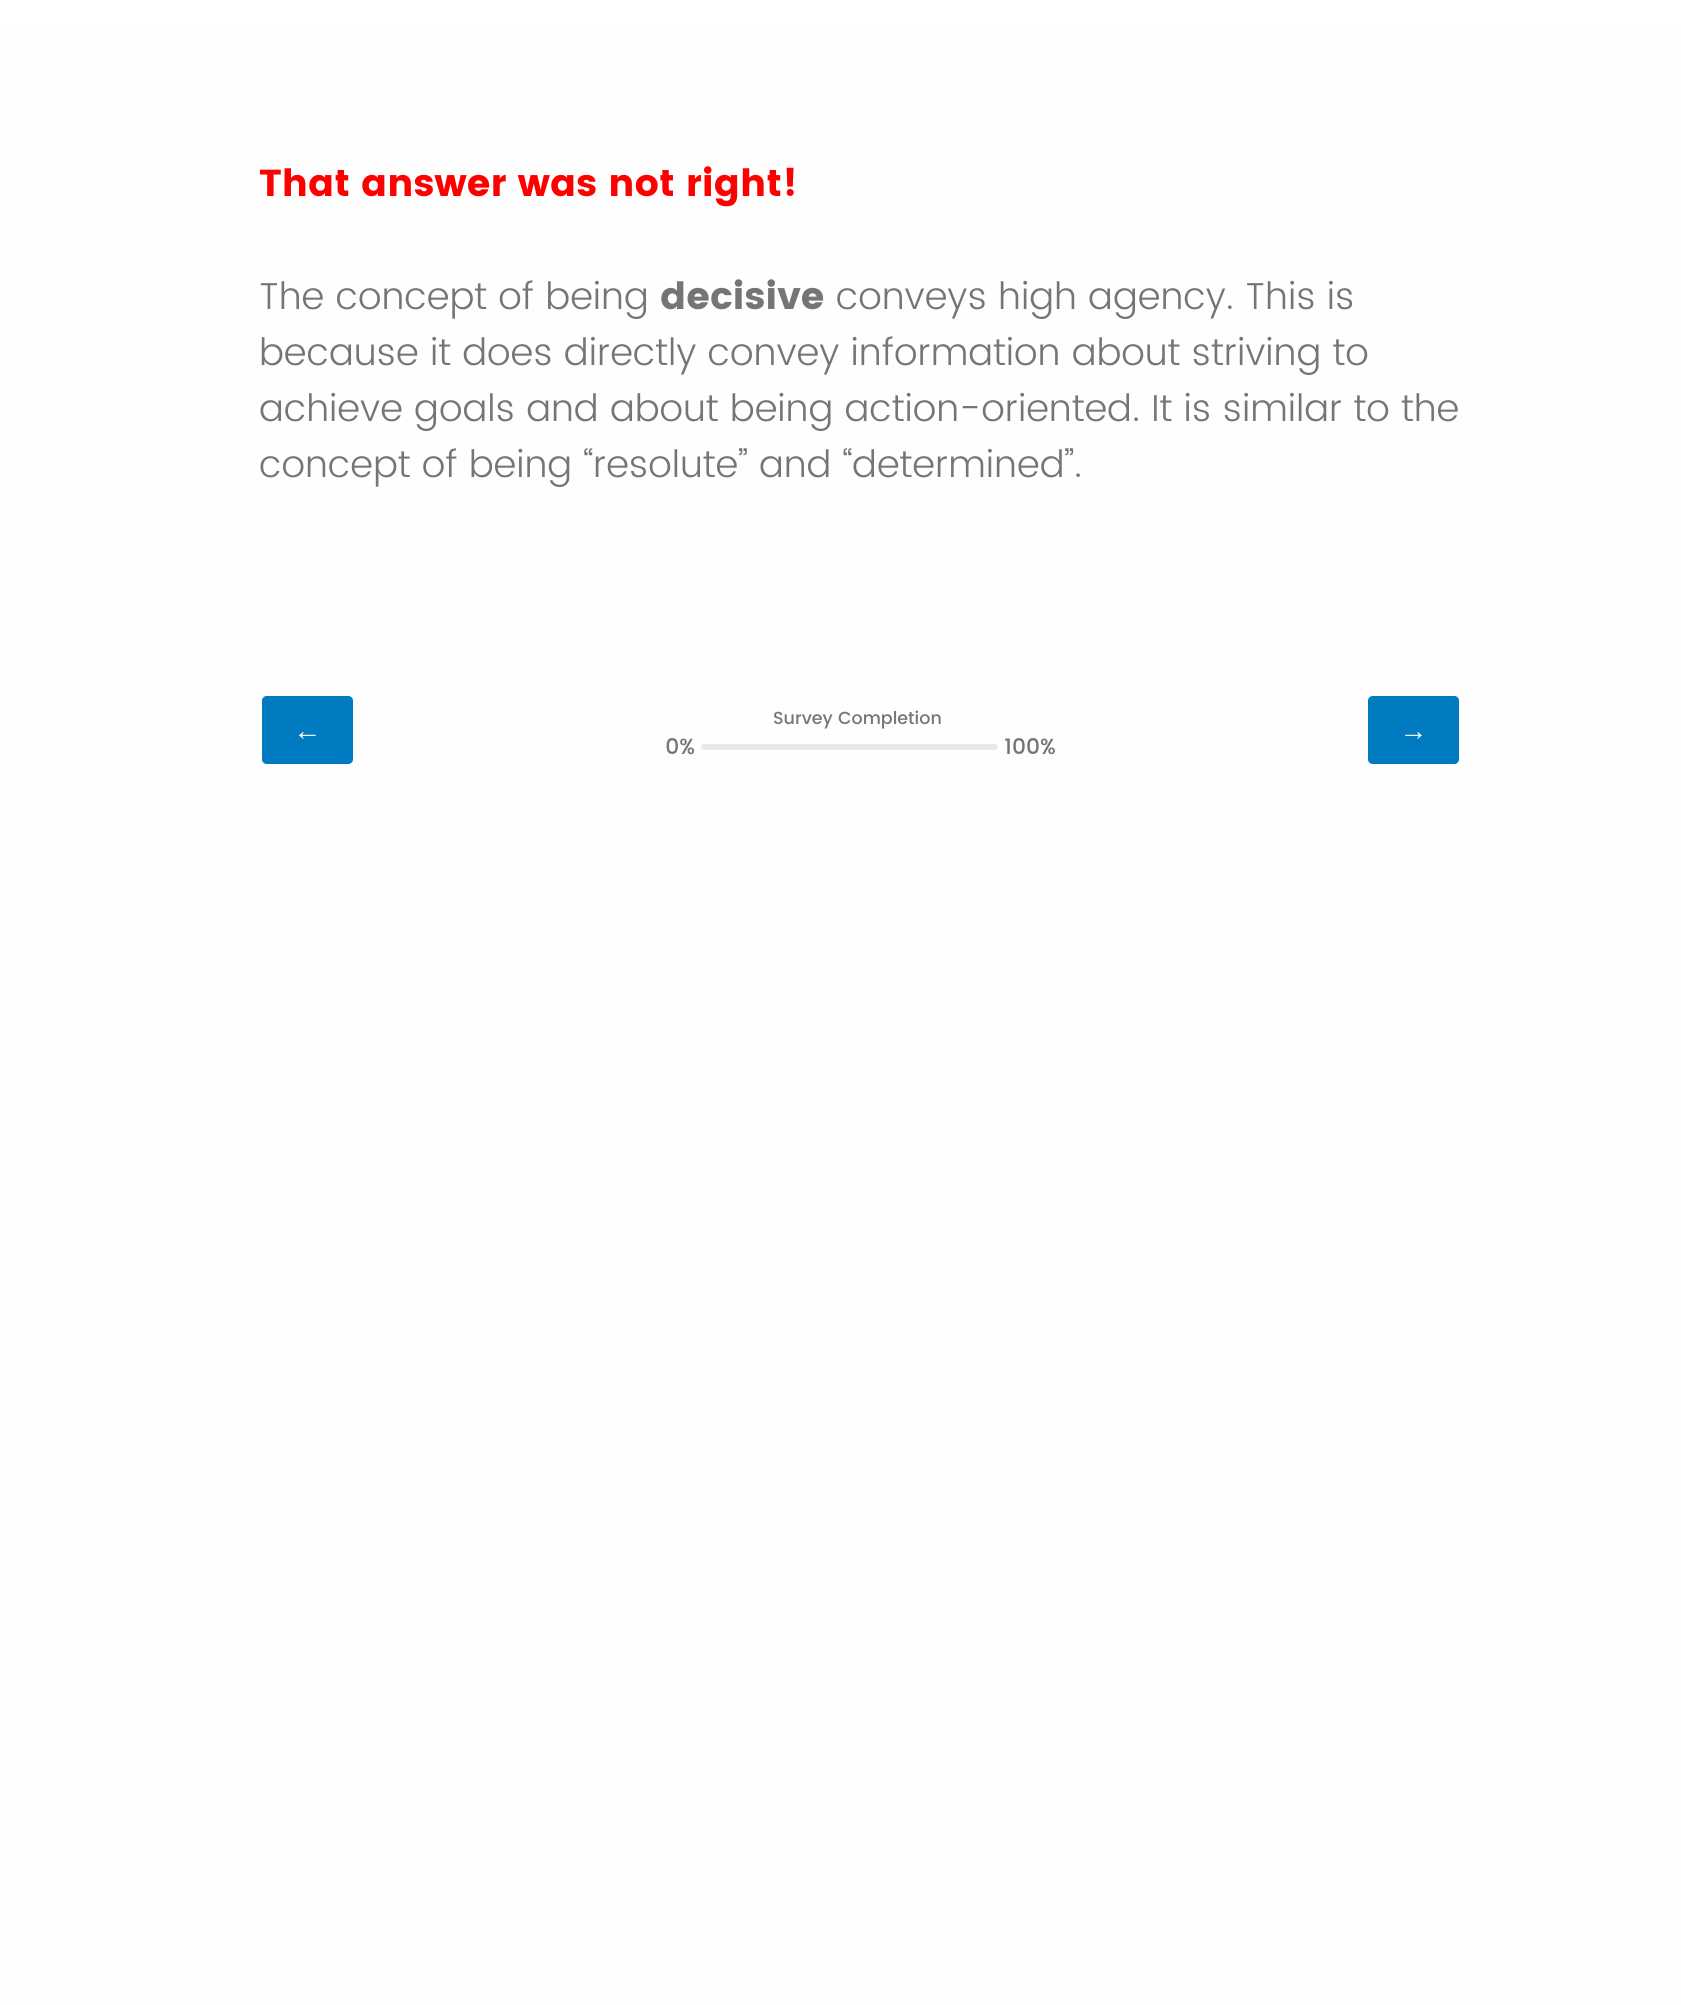 That answer was not right!
The concept of being decisive conveys high agency. This is
because it does directly convey information about striving to
achieve goals and about being action-oriented. It is similar to the
concept of being “resolute” and “determined”.
←
Survey Completion
0% 100%
→